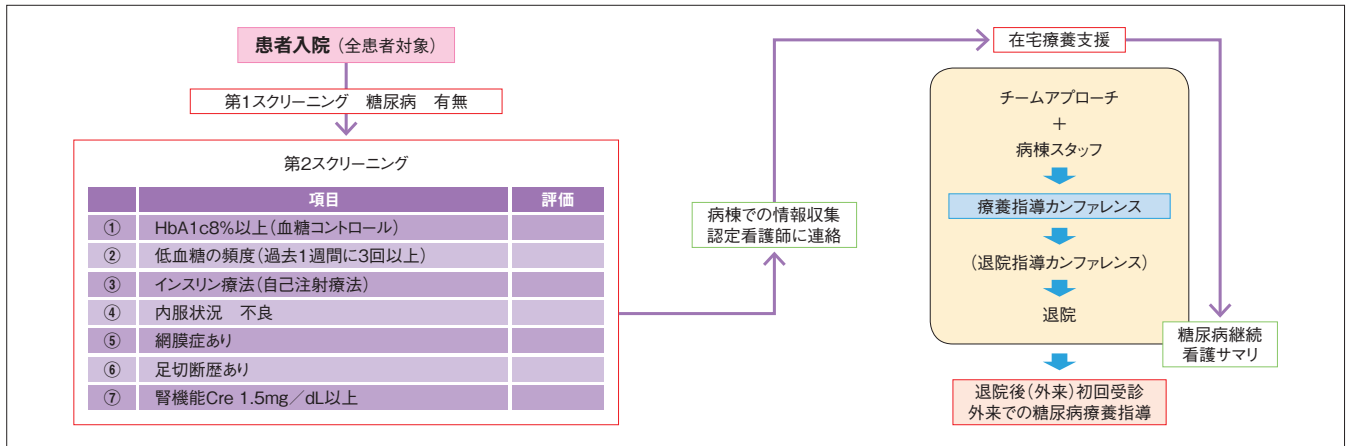 患者入院（全患者対象）
第1スクリーニング　糖尿病　有無
第2スクリーニング
項目　評価
① HbA1c8%以上（血糖コントロール）
② 低血糖の頻度（過去1週間に3回以上）
③ インスリン療法（自己注射療法）
④ 内服状況　不良
⑤ 網膜症あり
⑥ 足切断歴あり
⑦ 腎機能Cre 1.5mg／dL以上
病棟での情報収集
認定看護師に連絡
在宅療養支援
チームアプローチ
＋
病棟スタッフ
療養指導カンファレンス
（退院指導カンファレンス）
退院
糖尿病継続
看護サマリ
退院後（外来）初回受診
外来での糖尿病療養指導